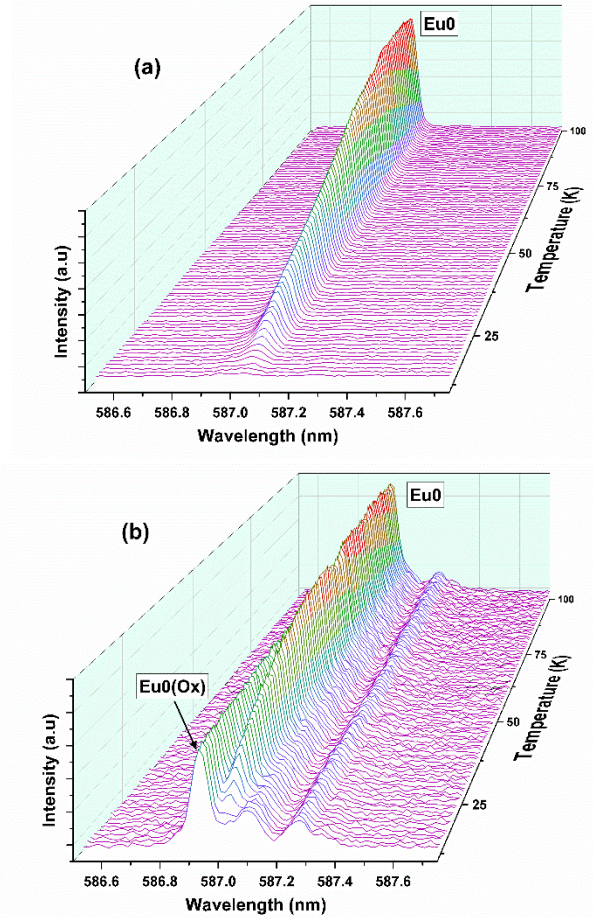 Eu0
(a)
100
75
50
25
Temperature (K)
Intensity (a.u)
586.6 586.8 587.0 587.2 587.4 587.6
Wavelength (nm)
Eu0
(b)
100
75
50
25
Temperature (K)
Eu0(Ox)
Intensity (a.u)
586.6 586.8 587.0 587.2 587.4 587.6
Wavelength (nm)